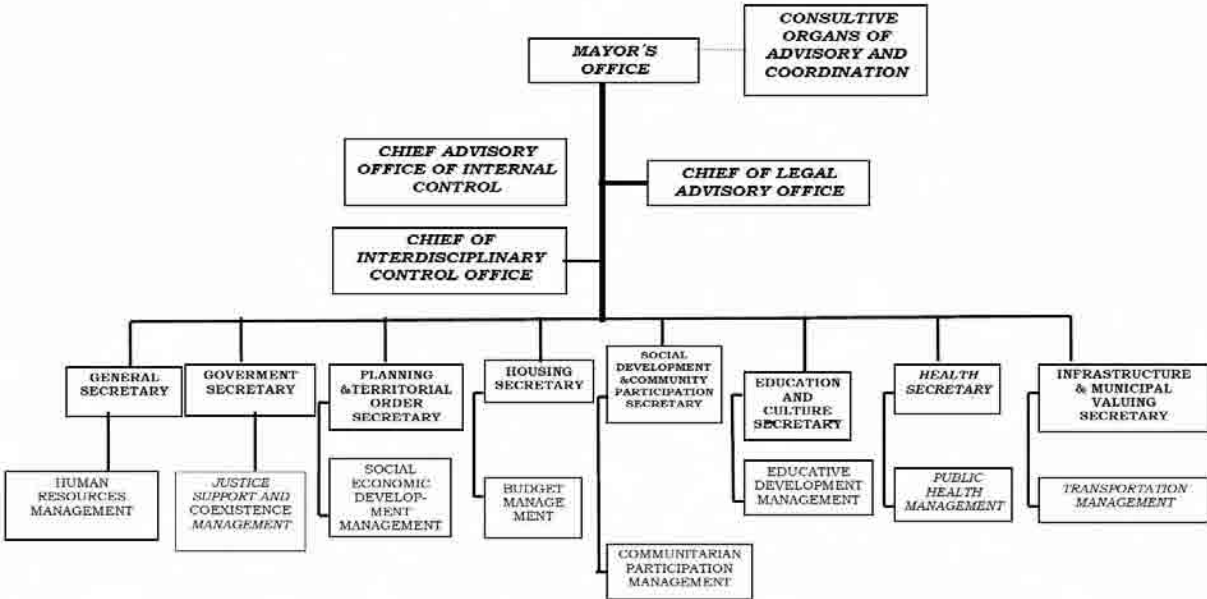 CONSULTIVE
ORGANS OF
ADVISORY AND
COORDINATION
MAYOR´S
OFFICE
CHIEF ADVISORY
OFFICE OF INTERNAL
CONTROL
CHIEF OF LEGAL
ADVISORY OFFICE
CHIEF OF
INTERDISCIPLINARY
CONTROL OFFICE
GENERAL
SECRETARY
GOVERMENT
SECRETARY
PLANNING
&TERRITORIAL
ORDER
SECRETARY
HOUSING
SECRETARY
SOCIAL
DEVELOPMENT
&COMMUNITY
PARTICIPATION
SECRETARY
EDUCATION
AND
CULTURE
SECRETARY
HEALTH
SECRETARY
INFRASTRUCTURE
& MUNICIPAL
VALUING
SECRETARY
HUMAN
RESOURCES
MANAGEMENT
JUSTICE
SUPPORT AND
COEXISTENCE
MANAGEMENT
SOCIAL
ECONOMIC
DEVELOP-
MENT
MANAGEMENT
BUDGET
MANAGE
MENT
COMMUNITARIAN
PARTICIPATION
MANAGEMENT
EDUCATIVE
DEVELOPMENT
MANAGEMENT
PUBLIC
HEALTH
MANAGEMENT
TRANSPORTATION
MANAGEMENT